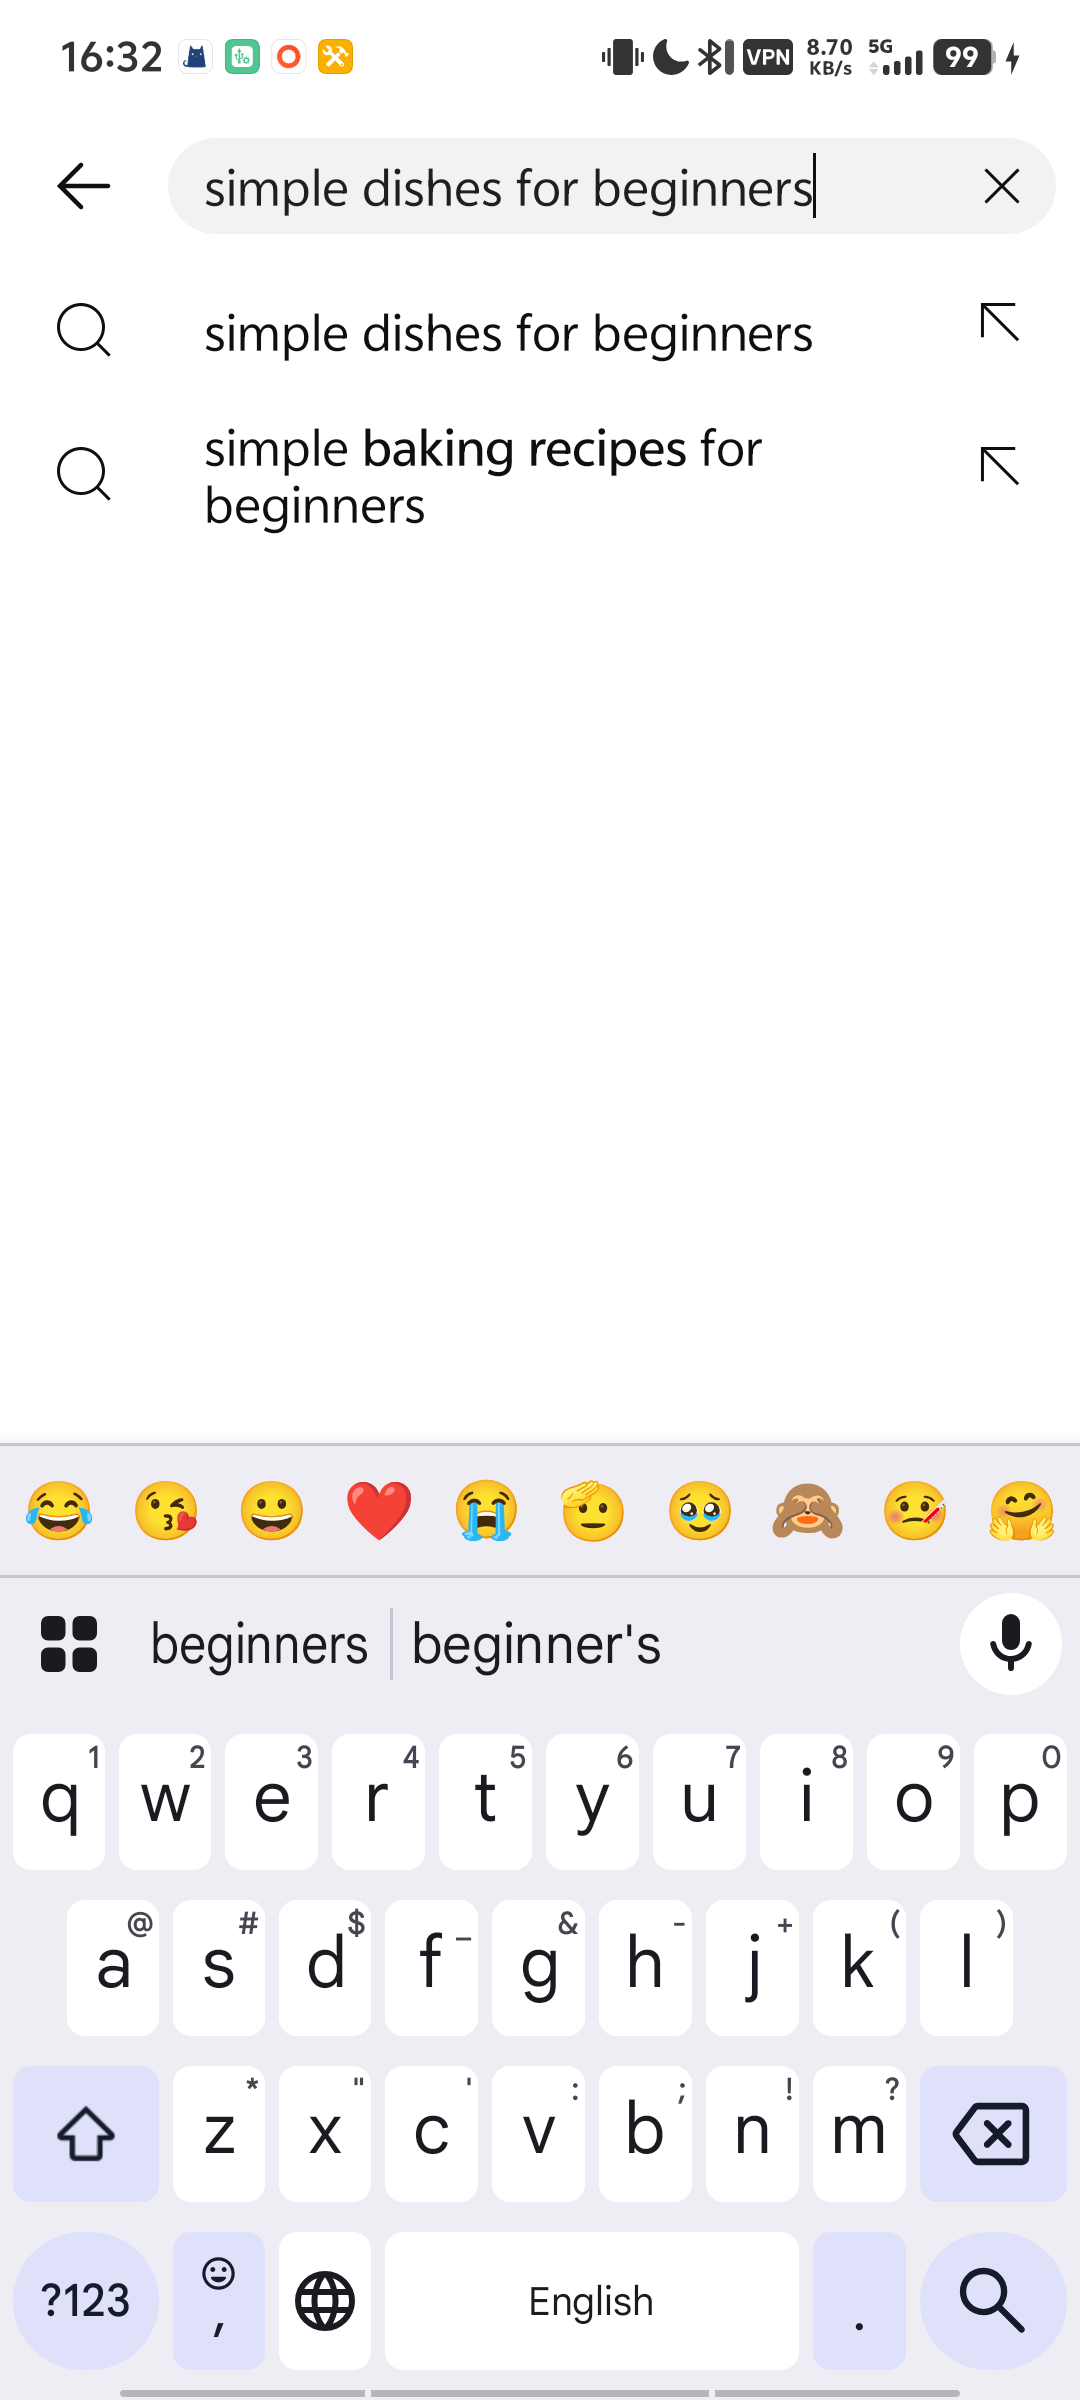 16:32 VPN 8.70 KB/s 5G 99
simple dishes for beginners
simple dishes for beginners
simple baking recipes for
beginners
beginners beginner's
1 2 3 4 5 6 7 8 9 0
q w e r t y u i o p
@ # $ _ & - + ( )
a s d f g h j k l
* " ' : ; ! ?
z x c v b n m
?123 , English .